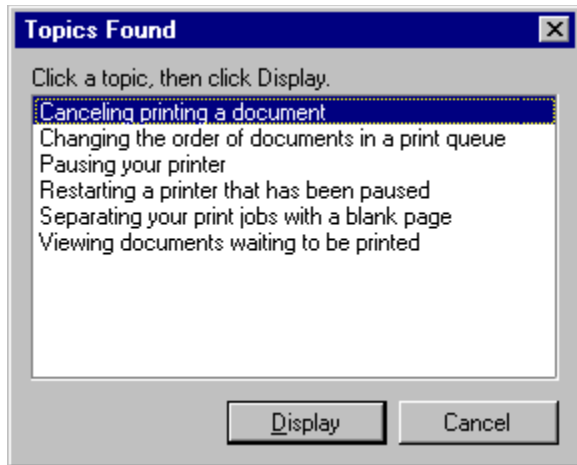 Topics Found
Click a topic, then click Display.
Canceling printing a document
Changing the order of documents in a print queue
Pausing your printer
Restarting a printer that has been paused
Separating your print jobs with a blank page
Viewing documents waiting to be printed
Display Cancel